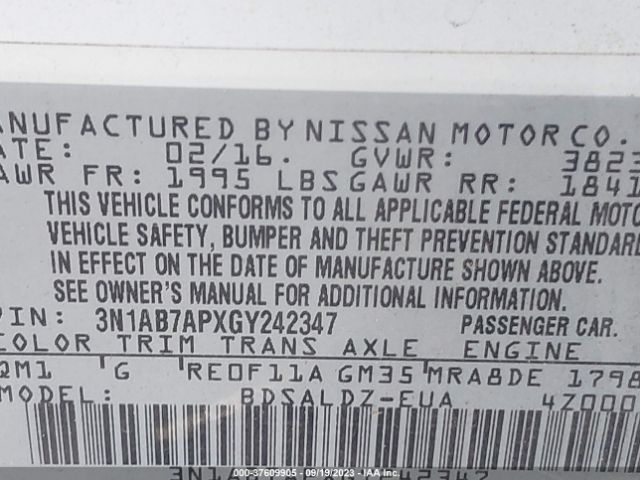 ANUFACTURED BY NISSAN MOTOR CO.
ATE: 02/16. GVWR: 3823
AWR FR: 1995 LBS GAWR RR: 1841
THIS VEHICLE CONFORMS TO ALL APPLICABLE FEDERAL MOTO
VEHICLE SAFETY, BUMPER AND THEFT PREVENTION STANDARD
IN EFFECT ON THE DATE OF MANUFACTURE SHOWN ABOVE.
SEE OWNER'S MANUAL FOR ADDITIONAL INFORMATION
VIN: 3N1AB7APXGY242347 PASSENGER CAR.
COLOR TRIM TRANS AXLE ENGINE
QM1 G RE0F11A GM35 MRA8DE 1798
MODEL: BDSALDZ-EUA 4Z000
000-37609905 - 09/19/2023 - IAA Inc.